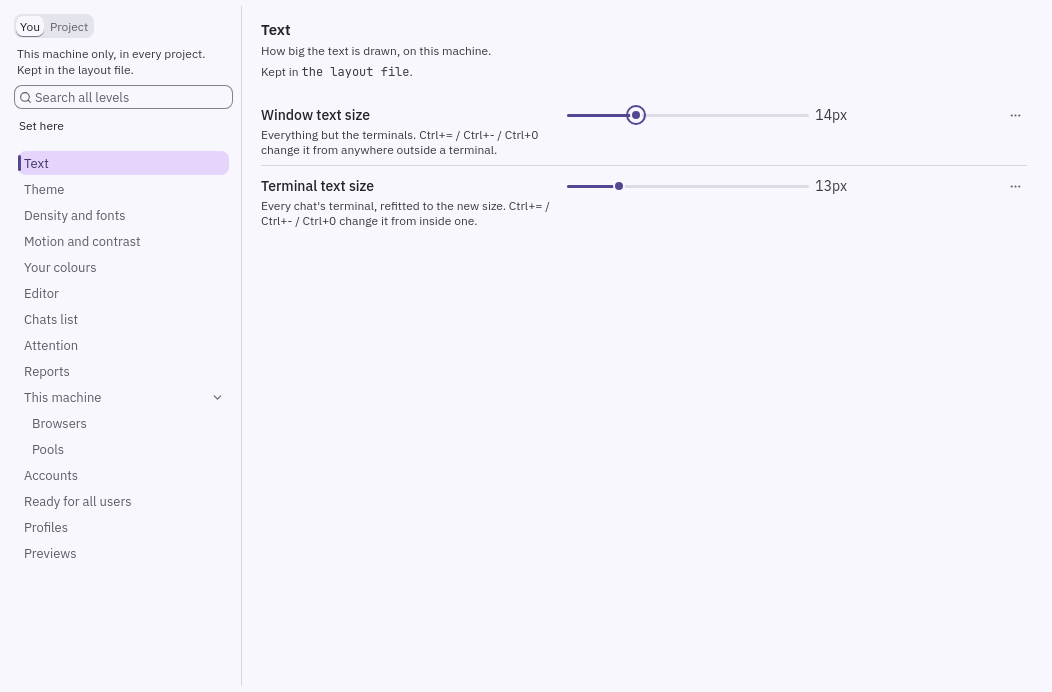 You Project
This machine only, in every project.
Kept in the layout file.
Search all levels
Set here
Text
Theme
Density and fonts
Motion and contrast
Your colours
Editor
Chats list
Attention
Reports
This machine
Browsers
Pools
Accounts
Ready for all users
Profiles
Previews
Text
How big the text is drawn, on this machine.
Kept in the layout file.
Window text size
14px
Everything but the terminals. Ctrl+= / Ctrl+- / Ctrl+0
change it from anywhere outside a terminal.
Terminal text size
13px
Every chat's terminal, refitted to the new size. Ctrl+= /
Ctrl+- / Ctrl+0 change it from inside one.